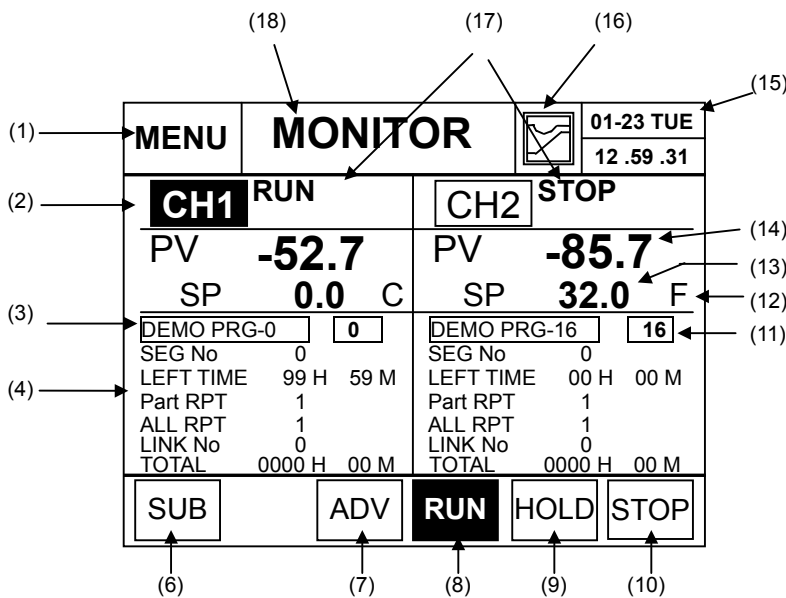 (18) (17) (16)
(15)
(1) MENU MONITOR 01-23 TUE
12 .59 .31
(2) CH1 RUN CH2 STOP
PV -52.7 PV -85.7 (14)
(13)
SP 0.0 C SP 32.0 F (12)
(3) DEMO PRG-0 0 DEMO PRG-16 16 (11)
SEG No 0 SEG No 0
(4) LEFT TIME 99 H 59 M LEFT TIME 00 H 00 M
Part RPT 1 Part RPT 1
ALL RPT 1 ALL RPT 1
LINK No 0 LINK No 0
TOTAL 0000 H 00 M TOTAL 0000 H 00 M
SUB ADV RUN HOLD STOP
(6) (7) (8) (9) (10)